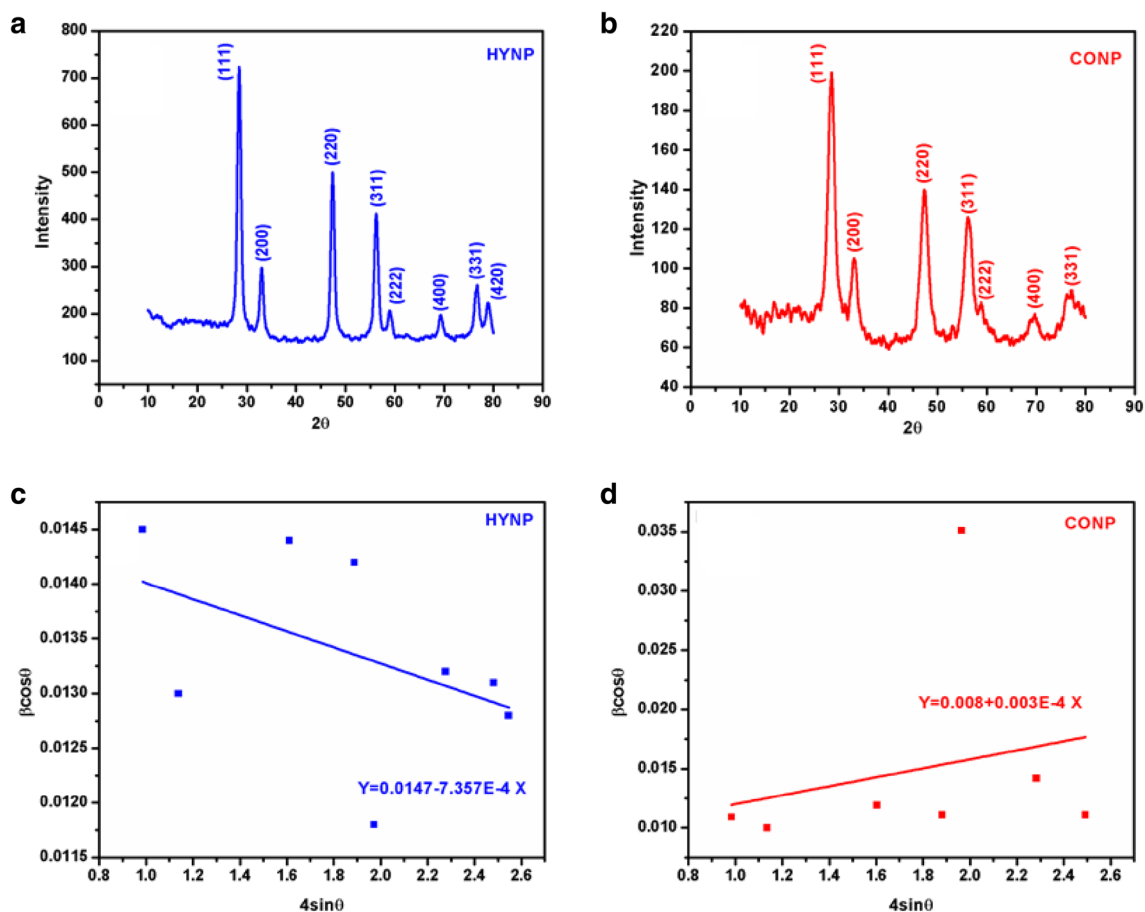 a
HYNP
(111)
(200)
(220)
(311)
(222)
(400)
(331)
(420)
800
700
600
500
400
300
200
100
Intensity
0 10 20 30 40 50 60 70 80 90
2θ
b
CONP
(111)
(200)
(220)
(311)
(222)
(400)
(331)
220
200
180
160
140
120
100
80
60
40
Intensity
0 10 20 30 40 50 60 70 80 90
2θ
c
HYNP
0.0145
0.0140
0.0135
0.0130
0.0125
0.0120
0.0115
βcosθ
Y=0.0147-7.357E-4 X
0.8 1.0 1.2 1.4 1.6 1.8 2.0 2.2 2.4 2.6
4sinθ
d
CONP
0.035
0.030
0.025
0.020
0.015
0.010
βcosθ
Y=0.008+0.003E-4 X
0.8 1.0 1.2 1.4 1.6 1.8 2.0 2.2 2.4 2.6
4sinθ